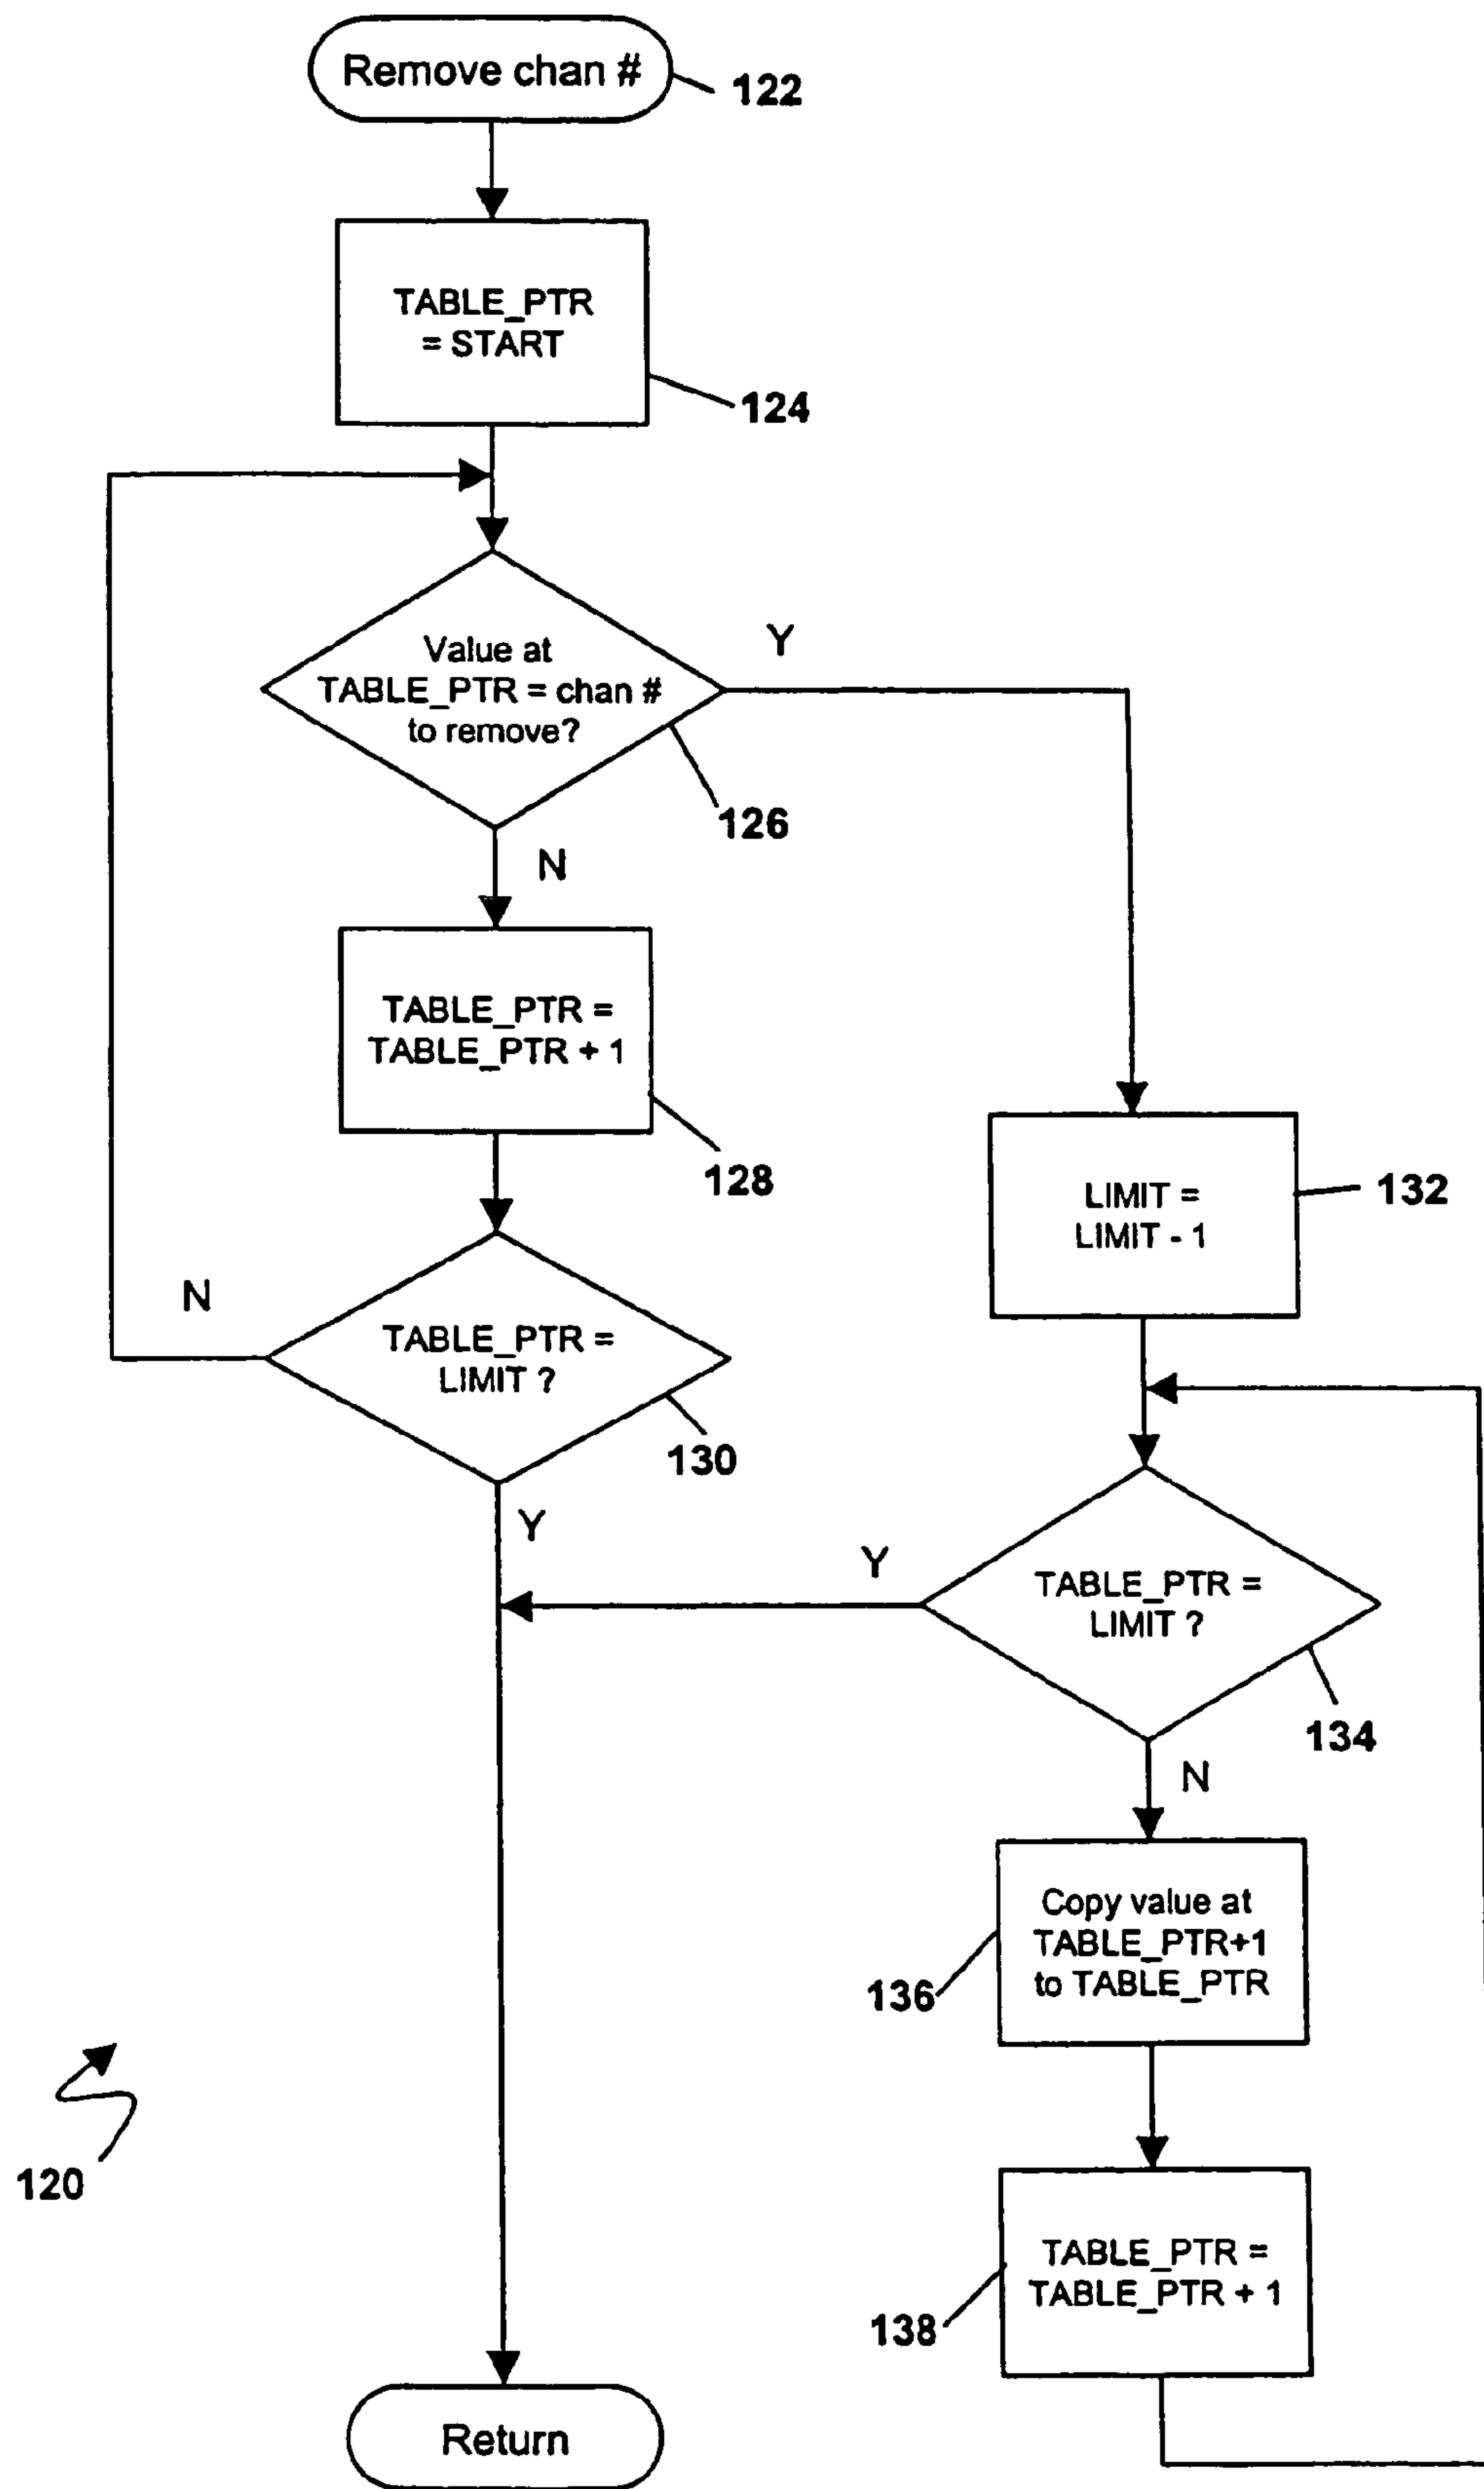 Remove chan #
122
TABLE_PTR
= START
124
Value at
TABLE_PTR = chan #
to remove?
Y
126
N
TABLE_PTR =
TABLE_PTR + 1
128
LIMIT =
LIMIT - 1
132
N
TABLE_PTR =
LIMIT ?
130
Y
Y
TABLE_PTR =
LIMIT ?
134
N
Copy value at
TABLE_PTR+1
to TABLE_PTR
136
120
TABLE_PTR =
TABLE_PTR + 1
138
Return